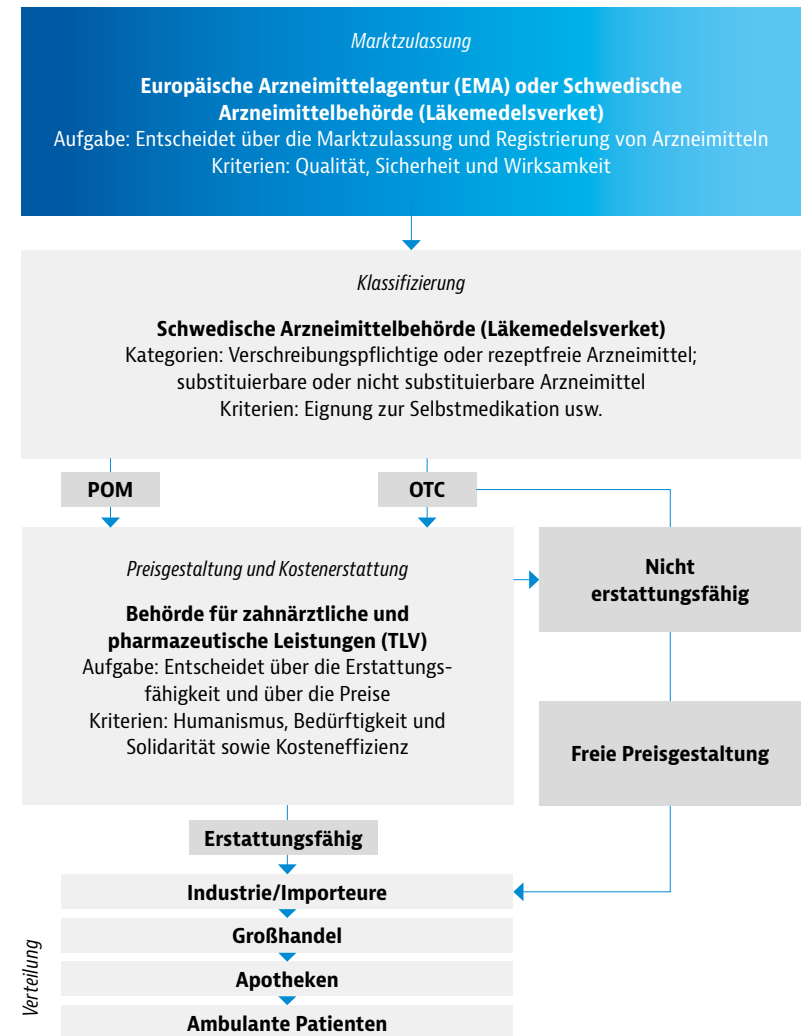 Marktzulassung
Europäische Arzneimittelagentur (EMA) oder Schwedische
Arzneimittelbehörde (Läkemedelsverket)
Aufgabe: Entscheidet über die Marktzulassung und Registrierung von Arzneimitteln
Kriterien: Qualität, Sicherheit und Wirksamkeit
Klassifizierung
Schwedische Arzneimittelbehörde (Läkemedelsverket)
Kategorien: Verschreibungspflichtige oder rezeptfreie Arzneimittel;
substituierbare oder nicht substituierbare Arzneimittel
Kriterien: Eignung zur Selbstmedikation usw.
POM
OTC
Preisgestaltung und Kostenerstattung
Behörde für zahnärztliche und
pharmazeutische Leistungen (TLV)
Aufgabe: Entscheidet über die Erstattungs-
fähigkeit und über die Preise
Kriterien: Humanismus, Bedürftigkeit und
Solidarität sowie Kosteneffizienz
Nicht
erstattungsfähig
Freie Preisgestaltung
Erstattungsfähig
Verteilung
Industrie/Importeure
Großhandel
Apotheken
Ambulante Patienten